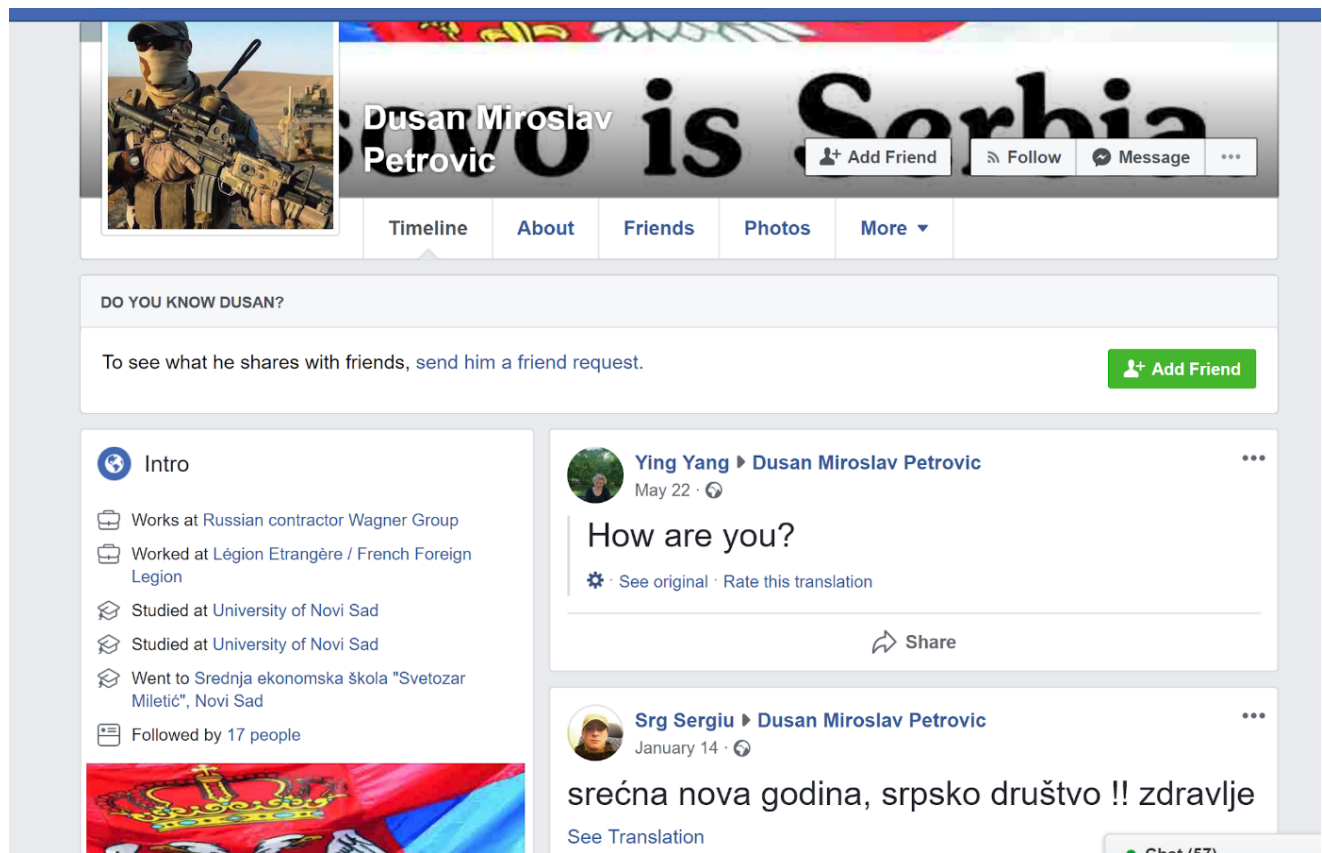 is Serbia
Dusan Miroslav
Petrovic
Add Friend
Follow
Message
Timeline
About
Friends
Photos
More
DO YOU KNOW DUSAN?
To see what he shares with friends, send him a friend request.
Add Friend
Intro
Works at Russian contractor Wagner Group
Worked at Légion Etrangère / French Foreign
Legion
Studied at University of Novi Sad
Studied at University of Novi Sad
Went to Srednja ekonomska škola "Svetozar
Miletić", Novi Sad
Followed by 17 people
Ying Yang ▶ Dusan Miroslav Petrovic
May 22 ·
How are you?
· See original · Rate this translation
Share
Srg Sergiu ▶ Dusan Miroslav Petrovic
January 14 ·
srećna nova godina, srpsko društvo !! zdravlje
See Translation
Chat (57)